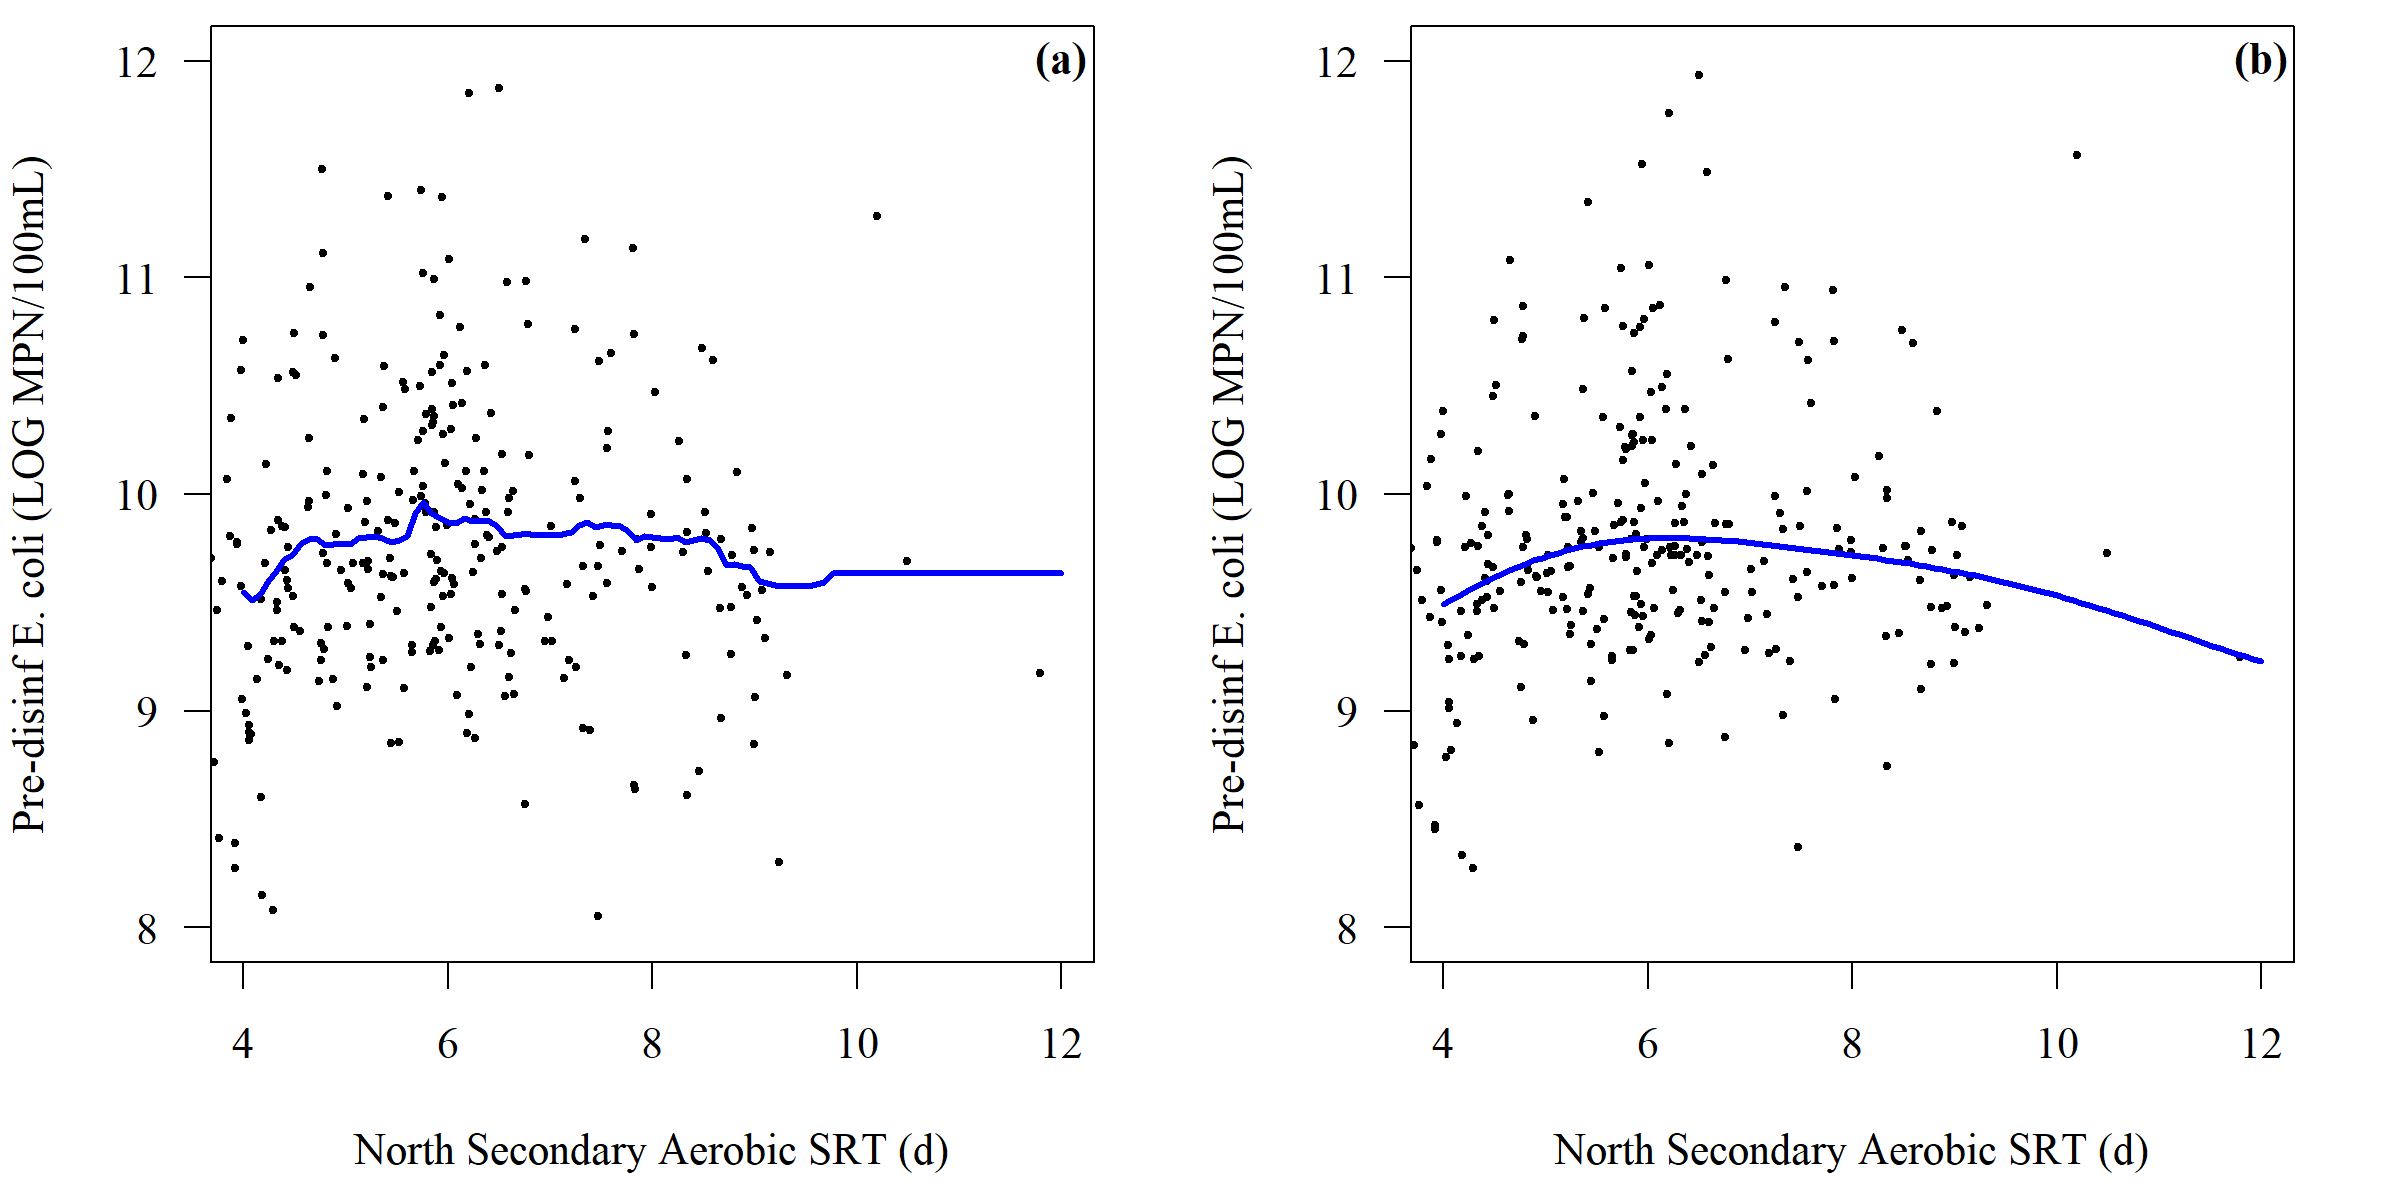 (a)
Pre-disinf E. coli (LOG MPN/100mL)
12
11
10
9
8
4 6 8 10 12
North Secondary Aerobic SRT (d)
(b)
Pre-disinf E. coli (LOG MPN/100mL)
12
11
10
9
8
4 6 8 10 12
North Secondary Aerobic SRT (d)